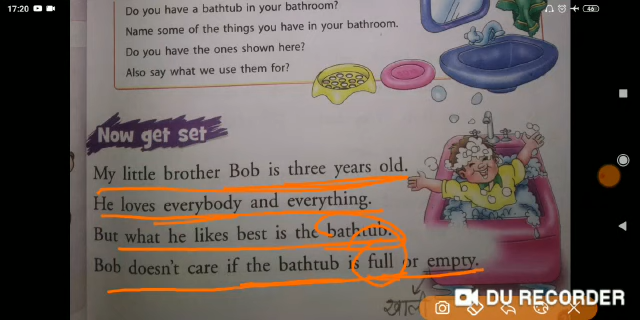 17:20
46
Do you have a bathtub in your bathroom?
Name some of the things you have in your bathroom.
Do you have the ones shown here?
Also say what we use them for?
Now get set
My little brother Bob is three years old.
He loves everybody and everything.
But what he likes best is the bathtub.
Bob doesn't care if the bathtub is full or empty.
DU RECORDER